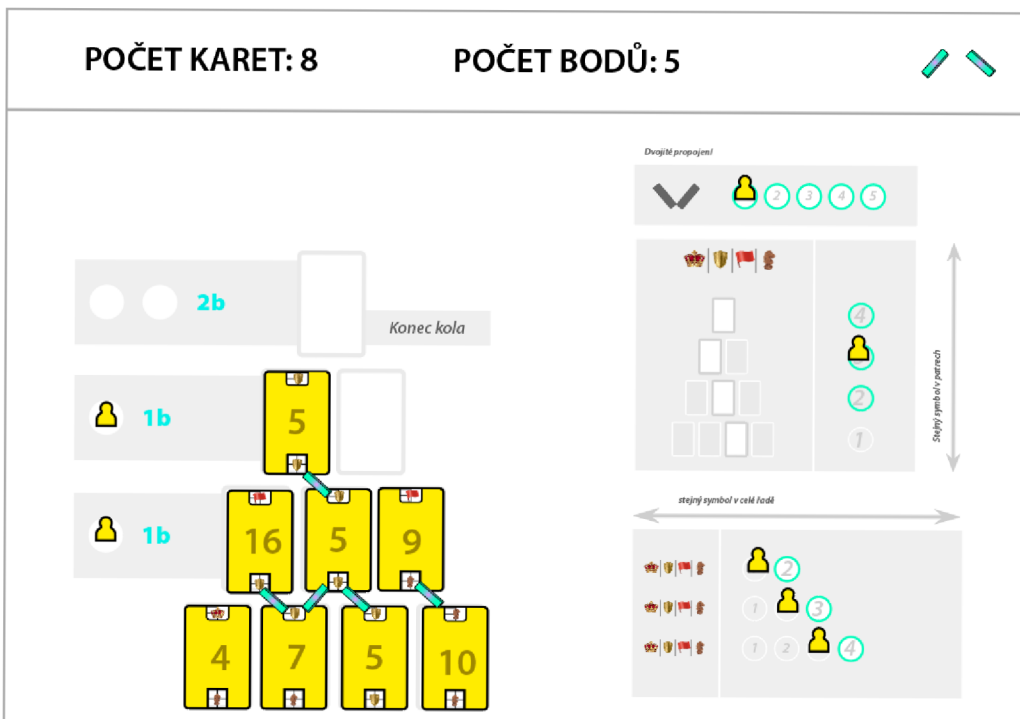 POČET KARET: 8
POČET BODŮ: 5
Dvojité propojení
2 3 4 5
2b
Konec kola
4
1b
5
2
1
Stejný symbol v patrech
1b
16 5 9
stejný symbol v celé řadě
2
1 3
1 2 4
4 7 5 10